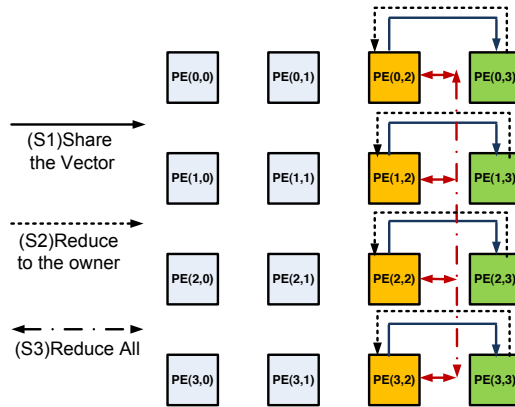 PE(0,0) PE(0,1) PE(0,2) PE(0,3)
(S1)Share
the Vector
PE(1,0) PE(1,1) PE(1,2) PE(1,3)
(S2)Reduce
to the owner
PE(2,0) PE(2,1) PE(2,2) PE(2,3)
(S3)Reduce All
PE(3,0) PE(3,1) PE(3,2) PE(3,3)